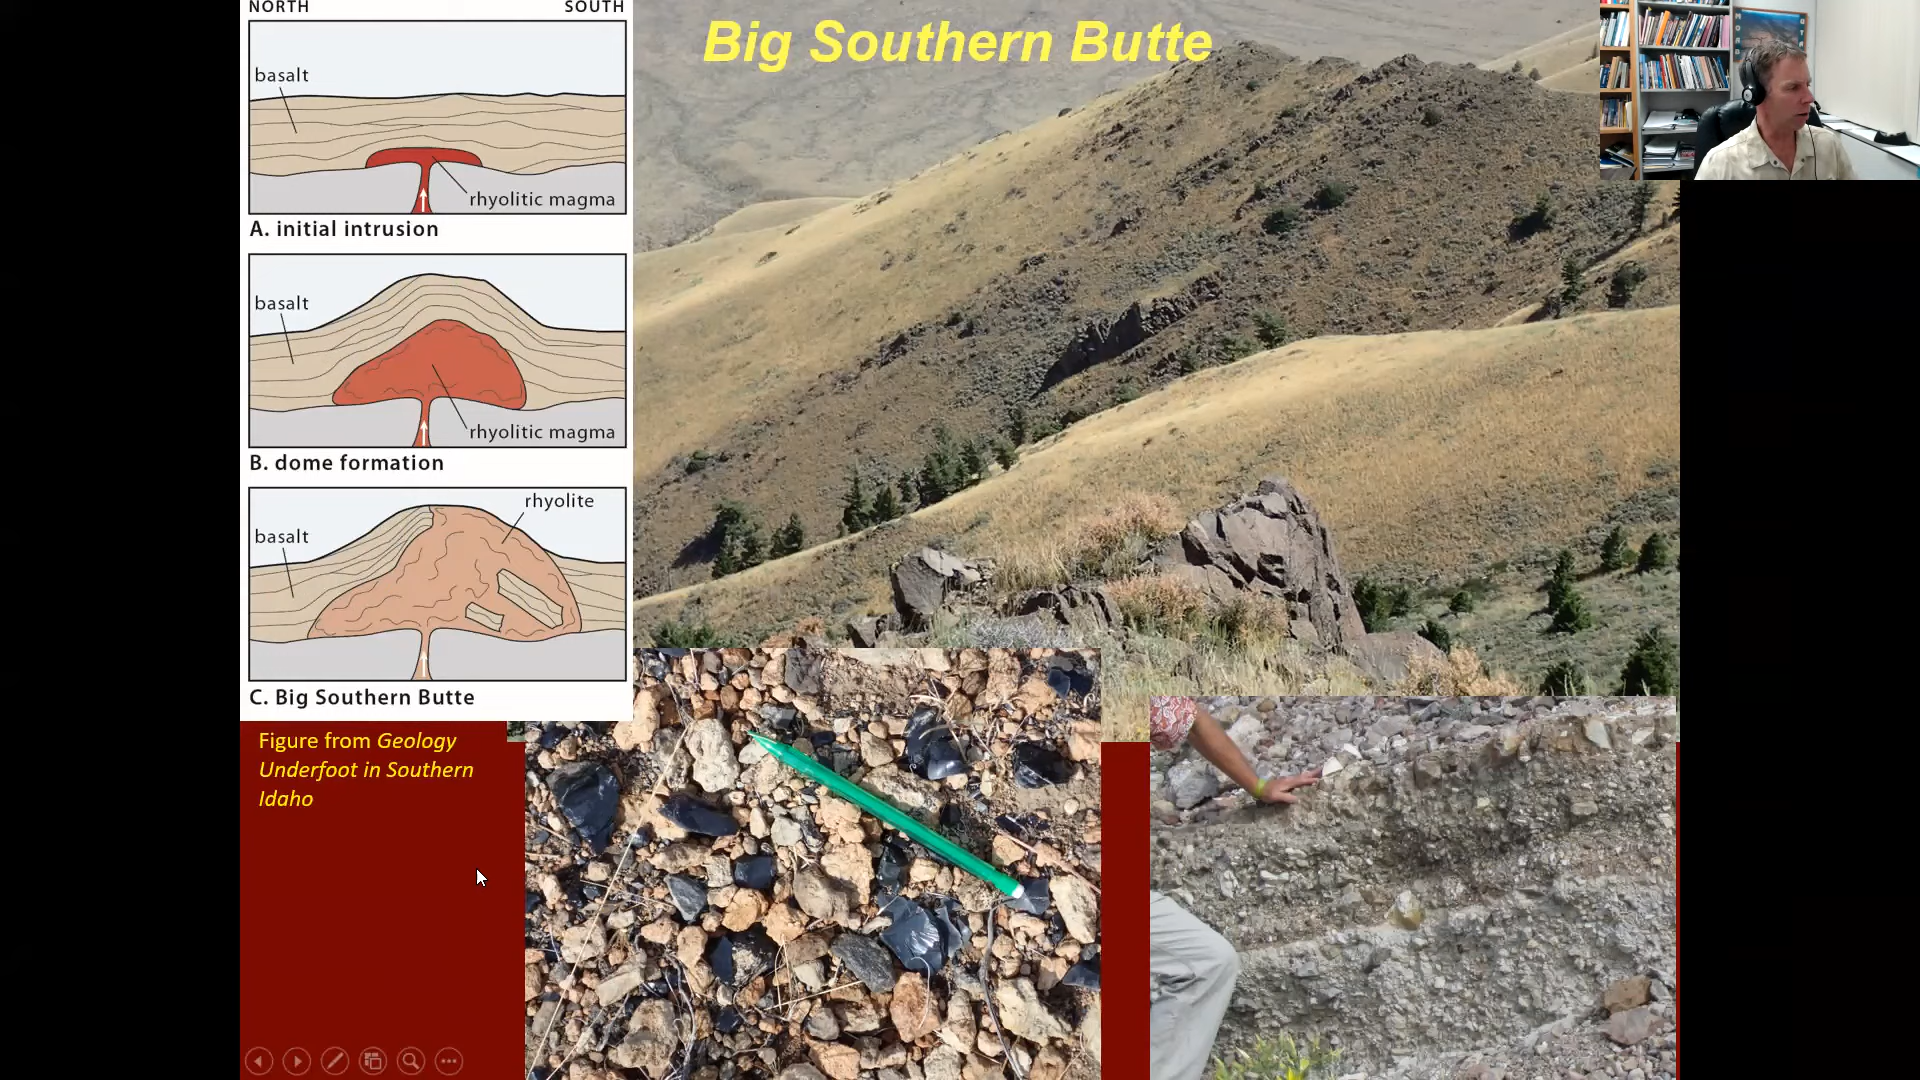 Big Southern Butte
NORTH SOUTH
basalt
rhyolitic magma
A. initial intrusion
basalt
rhyolitic magma
B. dome formation
rhyolite
basalt
C. Big Southern Butte
Figure from Geology
Underfoot in Southern
Idaho